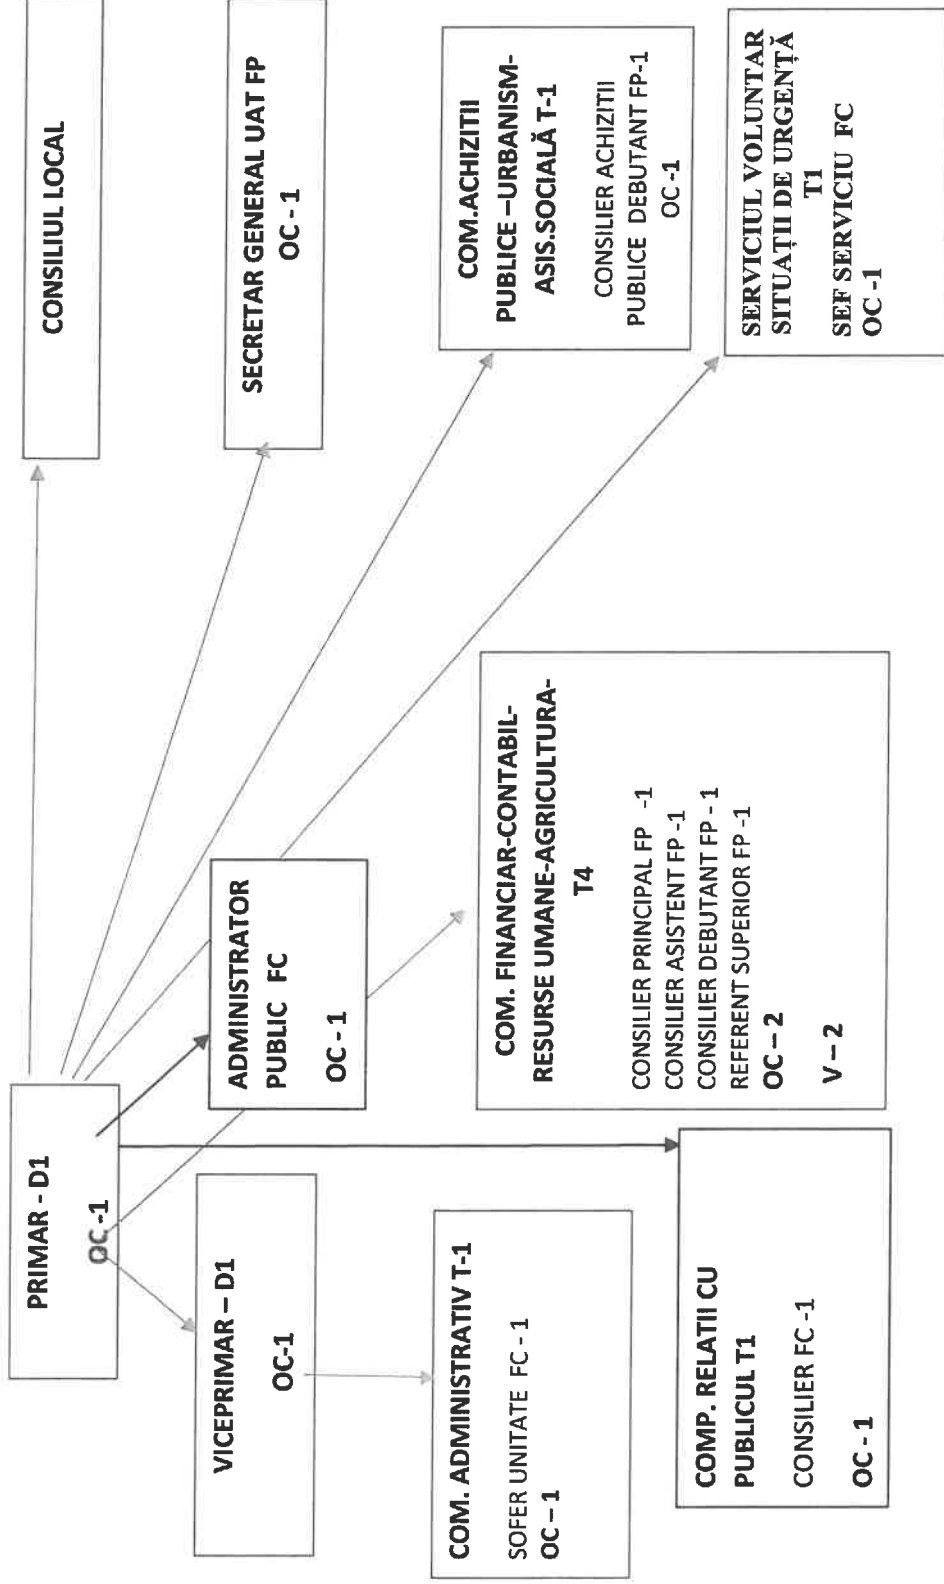 PRIMAR - D1
OC -1
CONSILIUL LOCAL
VICEPRIMAR – D1
OC-1
ADMINISTRATOR
PUBLIC FC
OC - 1
SECRETAR GENERAL UAT FP
OC - 1
COM. ADMINISTRATIV T-1
SOFER UNITATE FC - 1
OC – 1
COM. FINANCIAR-CONTABIL-
RESURSE UMANE-AGRICULTURA-
T4
CONSILIER PRINCIPAL FP -1
CONSILIER ASISTENT FP -1
CONSILIER DEBUTANT FP - 1
REFERENT SUPERIOR FP -1
OC – 2
V – 2
COM.ACHIZITII
PUBLICE –URBANISM-
ASIS.SOCIALĂ T-1
CONSILIER ACHIZITII
PUBLICE DEBUTANT FP-1
OC -1
COMP. RELATII CU
PUBLICUL T1
CONSILIER FC -1
OC - 1
SERVICIUL VOLUNTAR
SITUAȚII DE URGENȚĂ
T1
SEF SERVICIU FC
OC -1